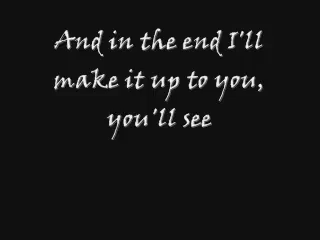 And in the end I'll
make it up to you,
you'll see